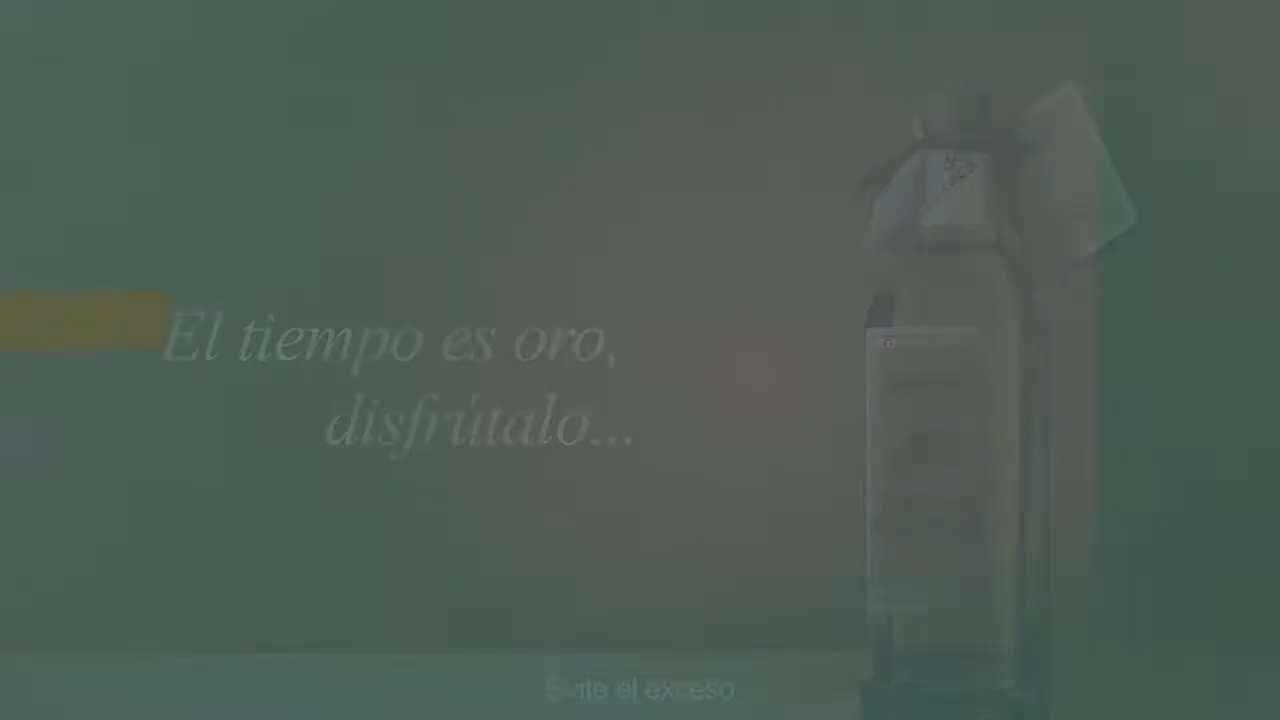 El tiempo es oro,
disfrútalo...
Evite el exceso